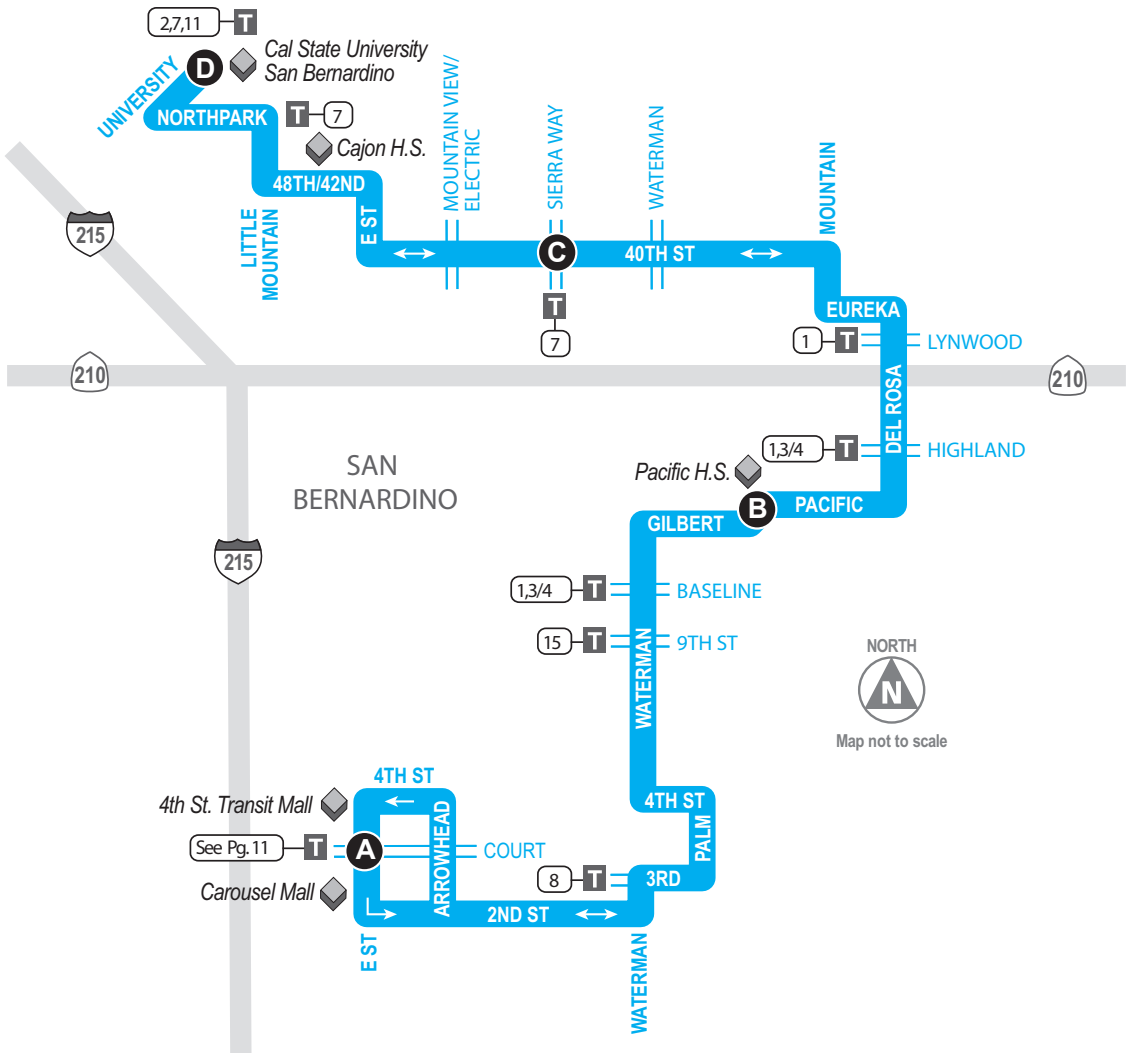 2,7,11
T
D
Cal State University
San Bernardino
UNIVERSITY
NORTHPARK
T
7
Cajon H.S.
48TH/42ND
LITTLE
MOUNTAIN
E ST
MOUNTAIN VIEW/
ELECTRIC
SIERRA WAY
WATERMAN
MOUNTAIN
C
40TH ST
T
7
215
EUREKA
1
T
LYNWOOD
210
210
DEL ROSA
1,3/4
T
HIGHLAND
SAN
BERNARDINO
Pacific H.S.
B
PACIFIC
GILBERT
215
1,3/4
T
BASELINE
15
T
9TH ST
WATERMAN
NORTH
N
Map not to scale
4TH ST
4th St. Transit Mall
4TH ST
PALM
See Pg. 11
T
A
ARROWHEAD
COURT
8
T
3RD
Carousel Mall
2ND ST
E ST
WATERMAN